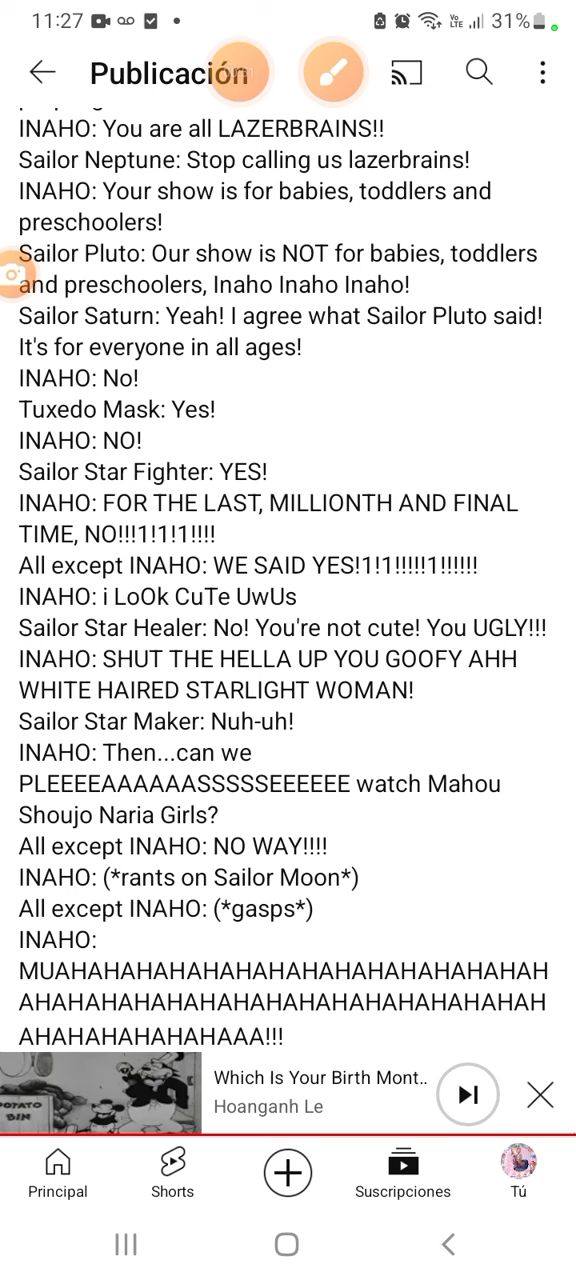 11:27
Vo
LTE
31%
Publicación
INAHO: You are all LAZERBRAINS!!
Sailor Neptune: Stop calling us lazerbrains!
INAHO: Your show is for babies, toddlers and
preschoolers!
Sailor Pluto: Our show is NOT for babies, toddlers
and preschoolers, Inaho Inaho Inaho!
Sailor Saturn: Yeah! I agree what Sailor Pluto said!
It's for everyone in all ages!
INAHO: No!
Tuxedo Mask: Yes!
INAHO: NO!
Sailor Star Fighter: YES!
INAHO: FOR THE LAST, MILLIONTH AND FINAL
TIME, NO!!!1!1!1!!!!
All except INAHO: WE SAID YES!1!1!!!!!1!!!!!!
INAHO: i LoOk CuTe UwUs
Sailor Star Healer: No! You're not cute! You UGLY!!!
INAHO: SHUT THE HELLA UP YOU GOOFY AHH
WHITE HAIRED STARLIGHT WOMAN!
Sailor Star Maker: Nuh-uh!
INAHO: Then...can we
PLEEEEAAAAAASSSSSEEEEEE watch Mahou
Shoujo Naria Girls?
All except INAHO: NO WAY!!!!
INAHO: (*rants on Sailor Moon*)
All except INAHO: (*gasps*)
INAHO:
MUAHAHAHAHAHAHAHAHAHAHAHAHAHAH
AHAHAHAHAHAHAHAHAHAHAHAHAHAHAH
AHAHAHAHAHAHAHAAA!!!
POTATO
BIN
Which Is Your Birth Mont..
Hoanganh Le
Principal
Shorts
Suscripciones
Tú